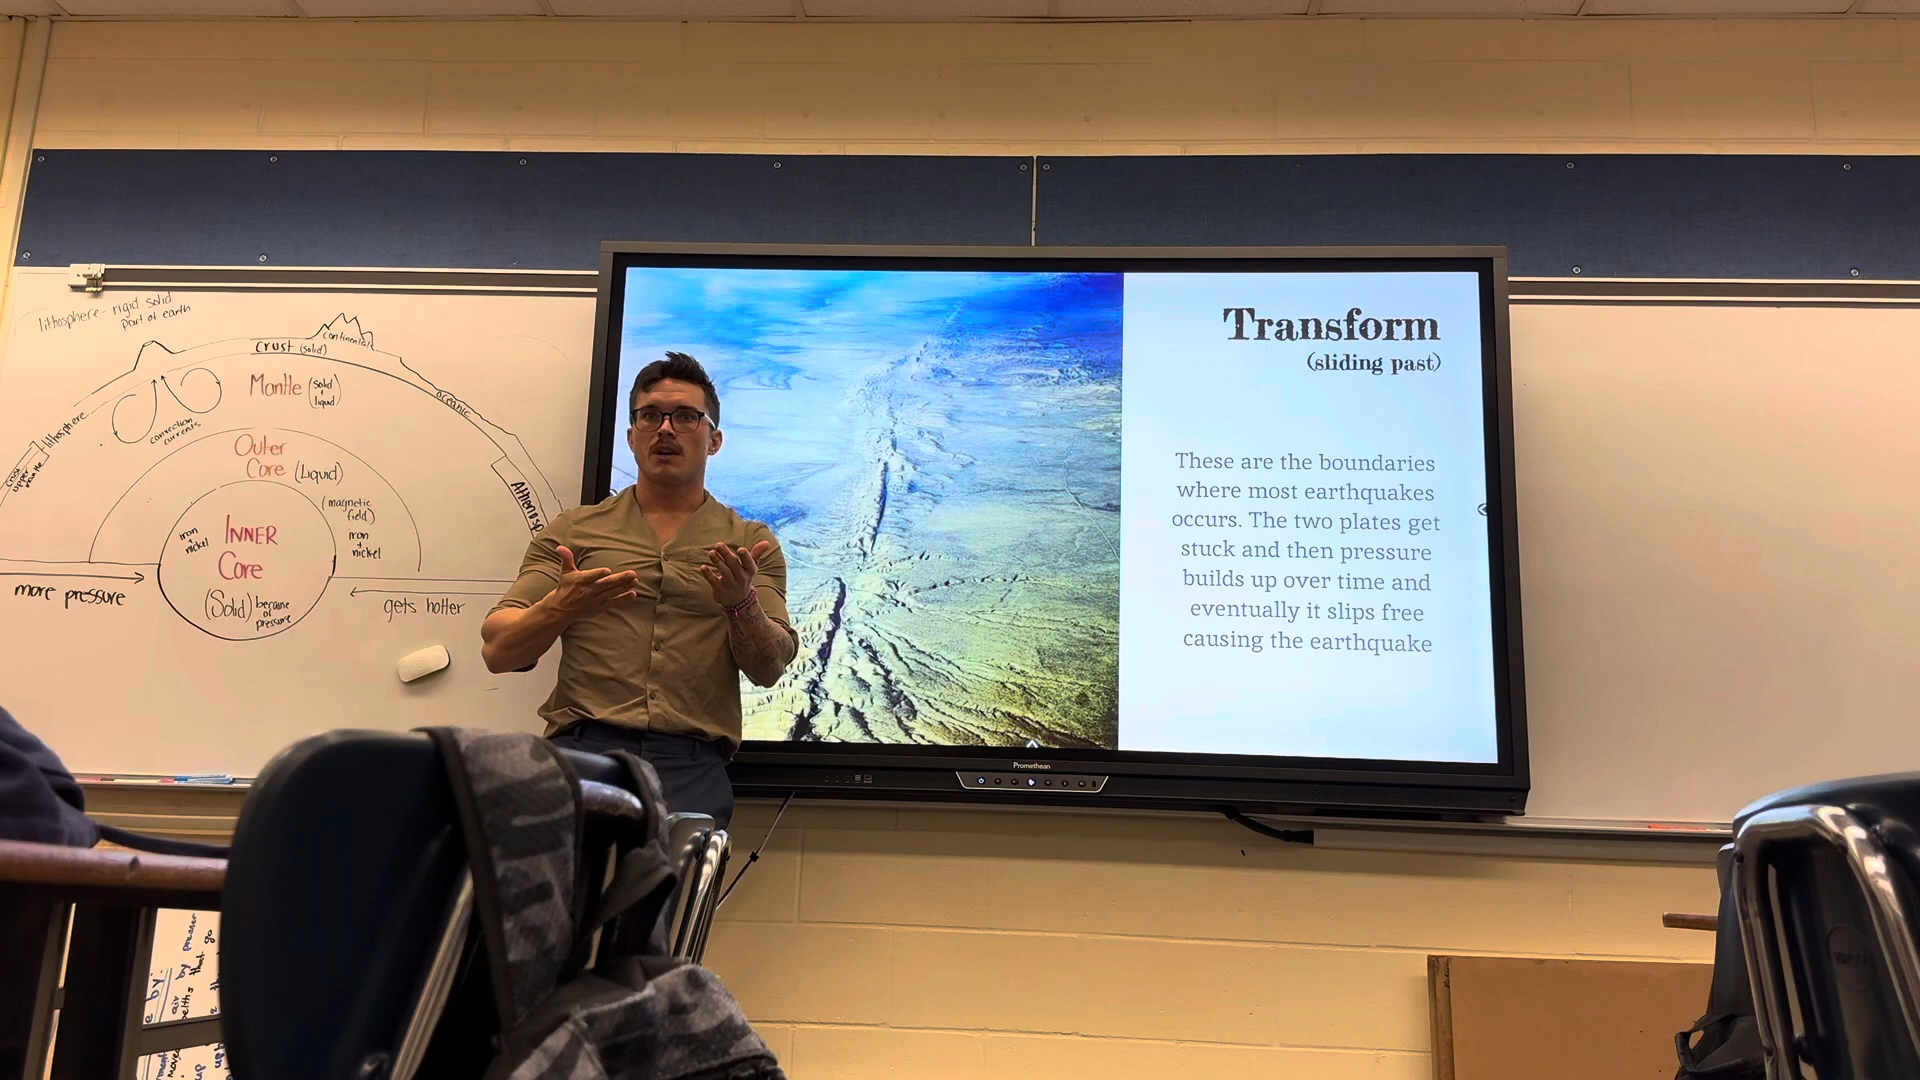 lithosphere - rigid solid
part of earth
continental
crust (solid)
Mantle (solid
+
liquid)
oceanic
convection
currents
lithosphere
crust
upper
mantle
Outer
Core (Liquid)
(magnetic
field)
iron
+
nickel
iron
+
nickel
INNER
Core
(Solid) because
of
pressure
more pressure
gets hotter
Transform
(sliding past)
These are the boundaries
where most earthquakes
occurs. The two plates get
stuck and then pressure
builds up over time and
eventually it slips free
causing the earthquake
Promethean